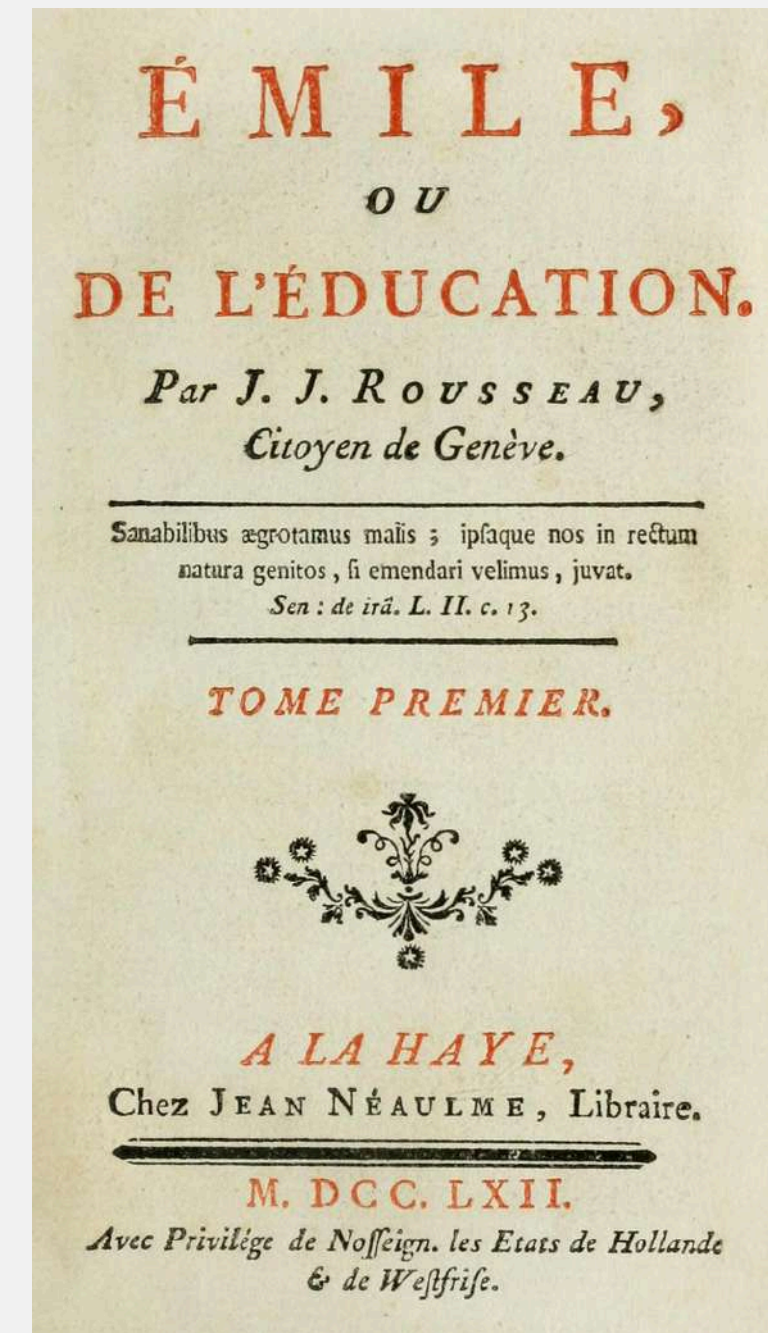 ÉMILE,
OU
DE L'ÉDUCATION.
Par J. J. ROUSSEAU,
Citoyen de Genève.
Sanabilibus ægrotamus malis ; ipſaque nos in rectum
natura genitos, ſi emendari velimus, juvat.
Sen : de irâ. L. II. c. 13.
TOME PREMIER.
A LA HAYE,
Chez JEAN NÉAULME, Libraire.
M. DCC. LXII.
Avec Privilége de Noſſeign. les Etats de Hollande
& de Weſtfriſe.